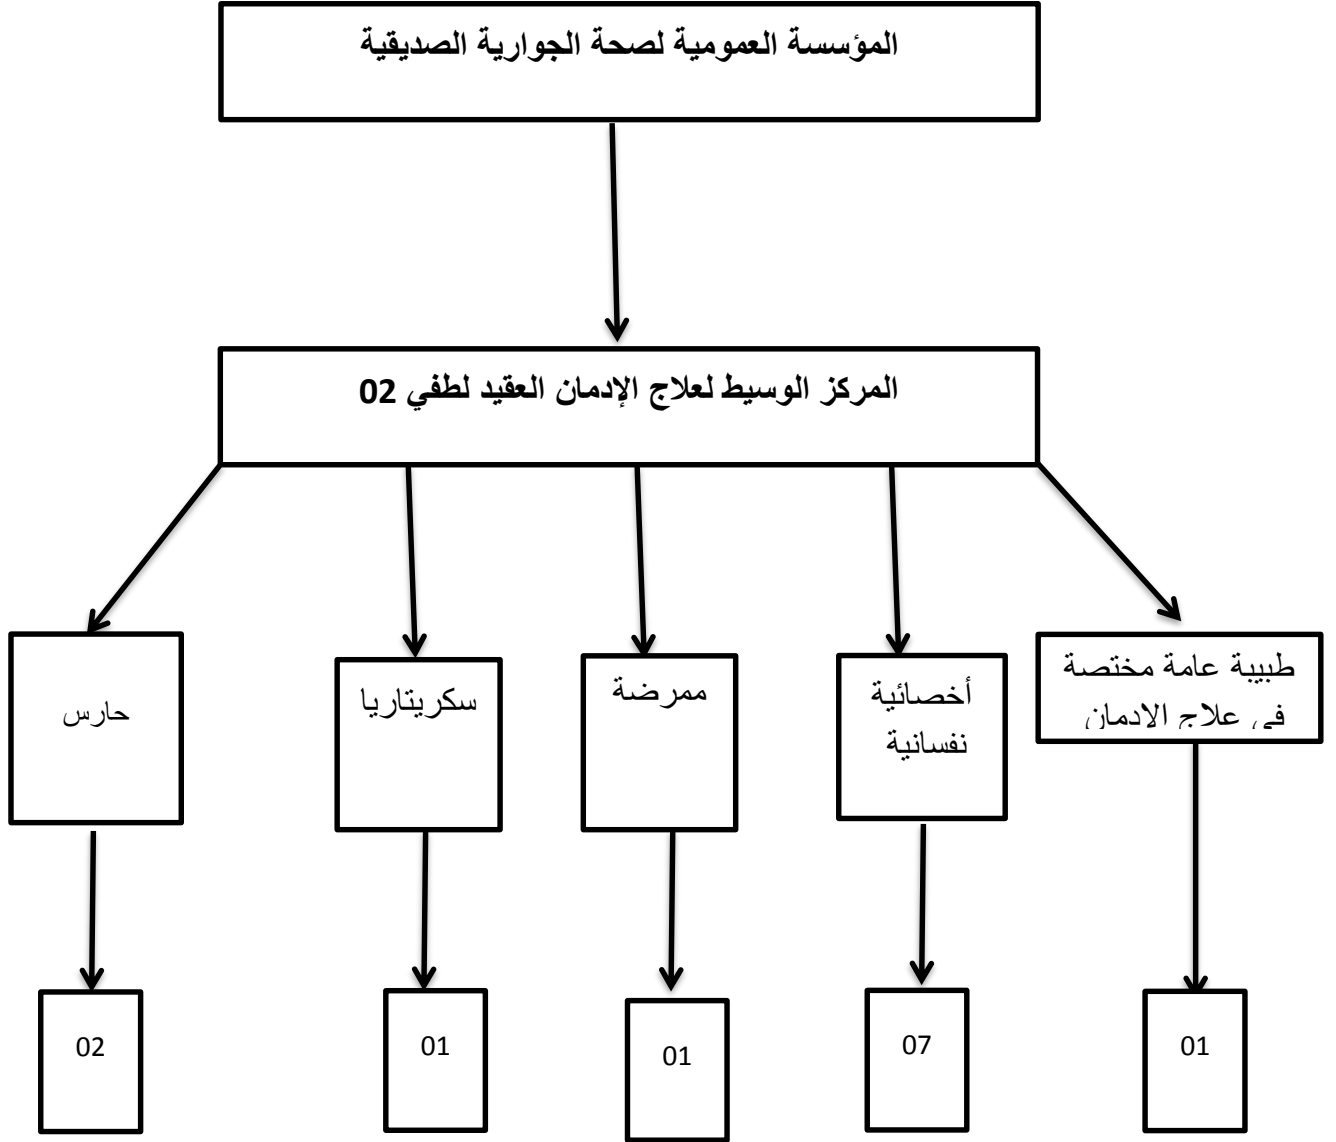 المؤسسة العمومية لصحة الجوارية الصديقية
المركز الوسيط لعلاج الإدمان العقيد لطفي 02
طبيبة عامة مختصة
في علاج الادمان
أخصائية
نفسانية
ممرضة
سكريتاريا
حارس
01
07
01
01
02